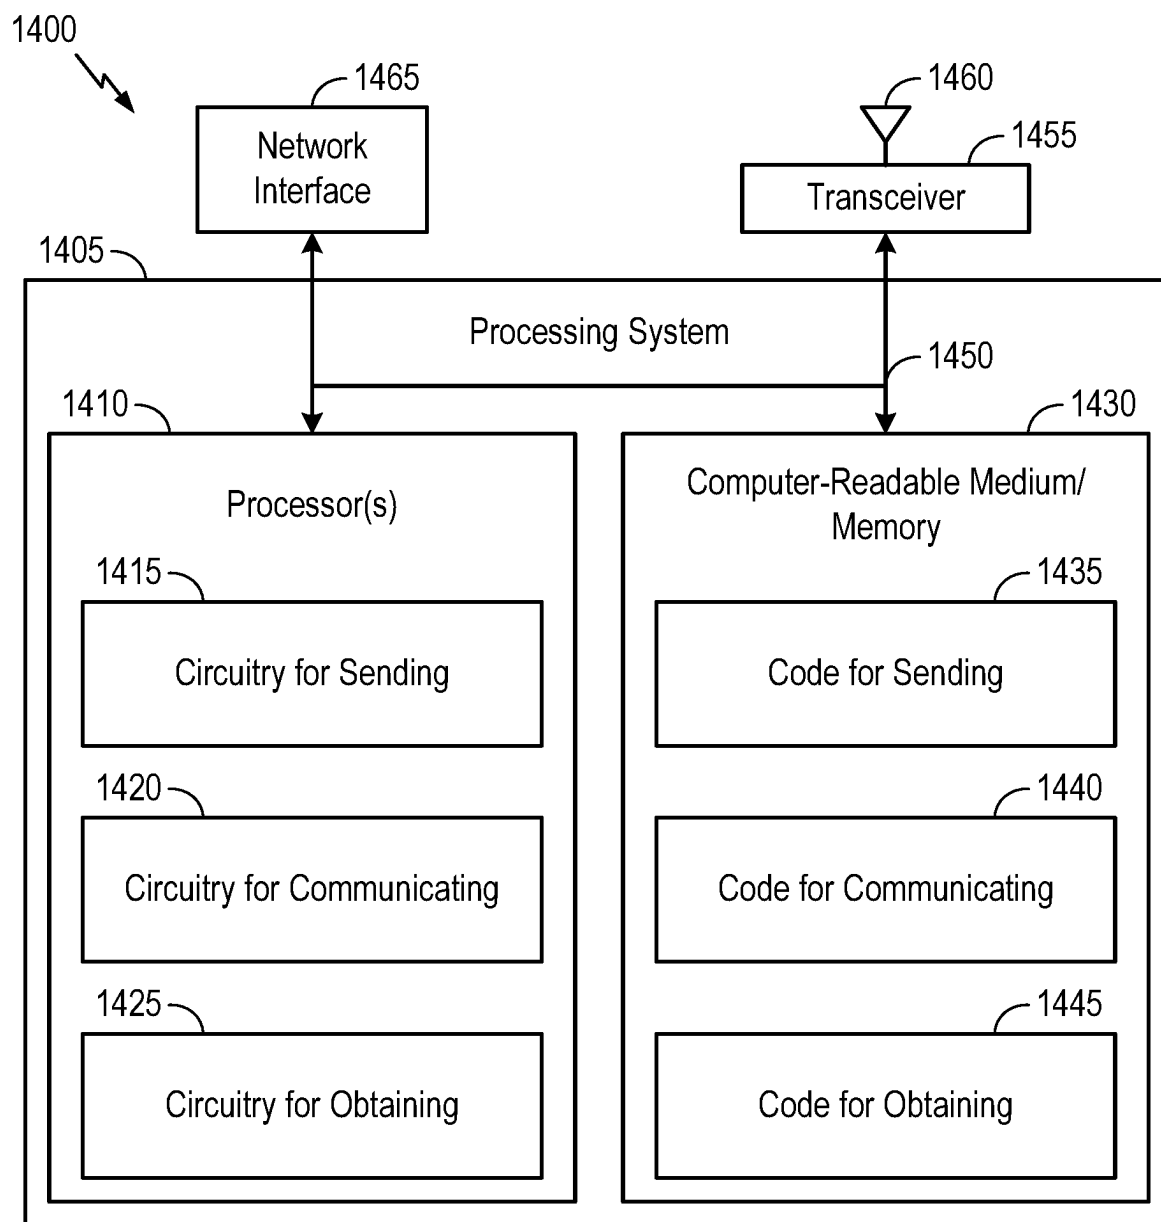 1400
1465
Network
Interface
1460
1455
Transceiver
1405
Processing System
1450
1410
Processor(s)
1415
Circuitry for Sending
1420
Circuitry for Communicating
1425
Circuitry for Obtaining
1430
Computer-Readable Medium/
Memory
1435
Code for Sending
1440
Code for Communicating
1445
Code for Obtaining